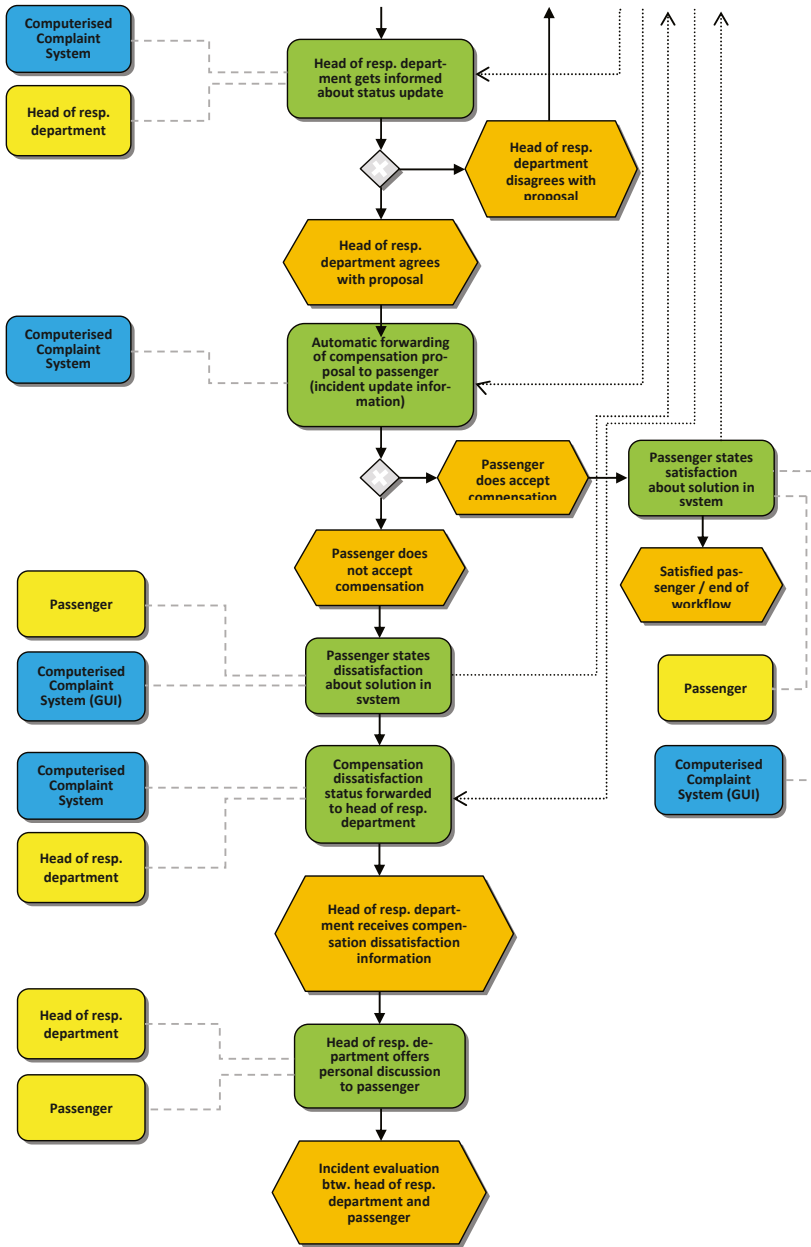 Computerised
Complaint
System
Head of resp. depart-
ment gets informed
about status update
Head of resp.
department
Head of resp.
department
disagrees with
proposal
Head of resp.
department agrees
with proposal
Computerised
Complaint
System
Automatic forwarding
of compensation pro-
posal to passenger
(incident update infor-
mation)
Passenger
does accept
compensation
Passenger states
satisfaction
about solution in
system
Passenger does
not accept
compensation
Satisfied pas-
senger / end of
workflow
Passenger
Passenger states
dissatisfaction
about solution in
system
Computerised
Complaint
System (GUI)
Passenger
Computerised
Complaint
System
Compensation
dissatisfaction
status forwarded
to head of resp.
department
Computerised
Complaint
System (GUI)
Head of resp.
department
Head of resp. depart-
ment receives compen-
sation dissatisfaction
information
Head of resp.
department
Head of resp. de-
partment offers
personal discussion
to passenger
Passenger
Incident evaluation
btw. head of resp.
department and
passenger